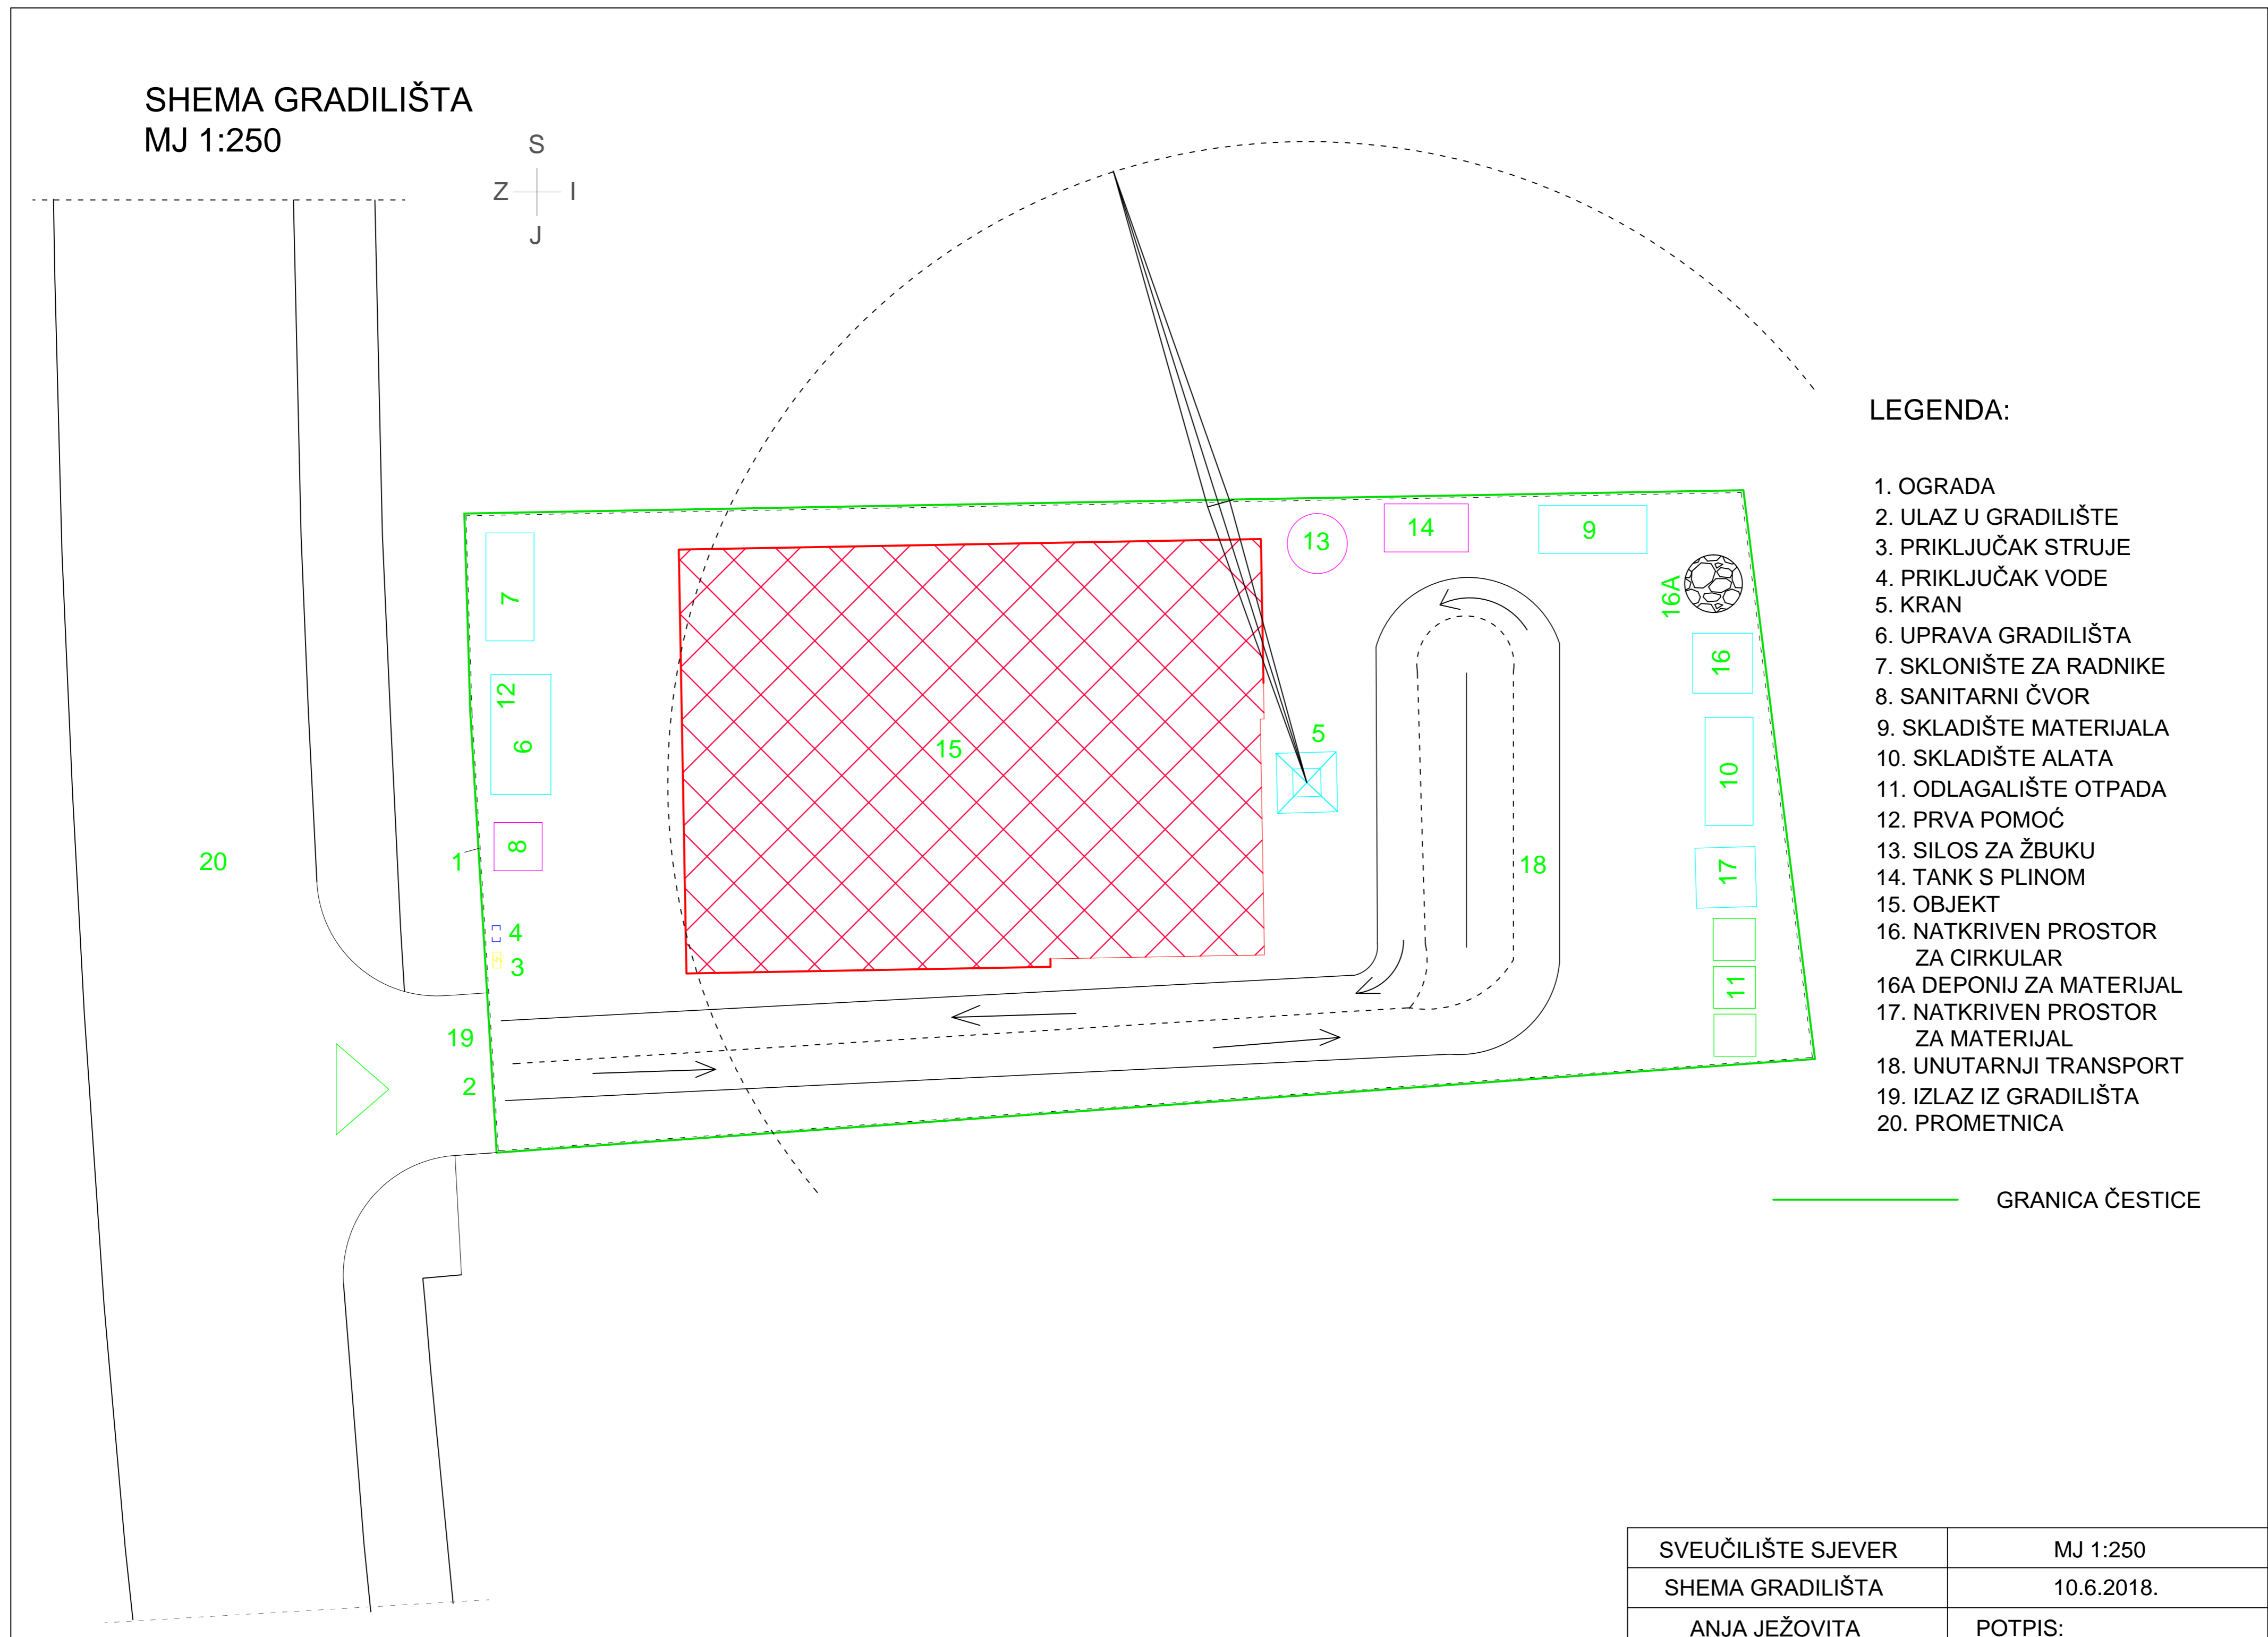 SHEMA GRADILIŠTA
MJ 1:250
S
Z I
J
LEGENDA:
1. OGRADA
2. ULAZ U GRADILIŠTE
3. PRIKLJUČAK STRUJE
4. PRIKLJUČAK VODE
5. KRAN
6. UPRAVA GRADILIŠTA
7. SKLONIŠTE ZA RADNIKE
8. SANITARNI ČVOR
9. SKLADIŠTE MATERIJALA
10. SKLADIŠTE ALATA
11. ODLAGALIŠTE OTPADA
12. PRVA POMOĆ
13. SILOS ZA ŽBUKU
14. TANK S PLINOM
15. OBJEKT
16. NATKRIVEN PROSTOR
ZA CIRKULAR
16A DEPONIJ ZA MATERIJAL
17. NATKRIVEN PROSTOR
ZA MATERIJAL
18. UNUTARNJI TRANSPORT
19. IZLAZ IZ GRADILIŠTA
20. PROMETNICA
GRANICA ČESTICE
7
12
6
8
1
4
3
19
2
20
15
5
13
14
9
16A
16
10
17
11
18
SVEUČILIŠTE SJEVER MJ 1:250
SHEMA GRADILIŠTA 10.6.2018.
ANJA JEŽOVITA POTPIS: